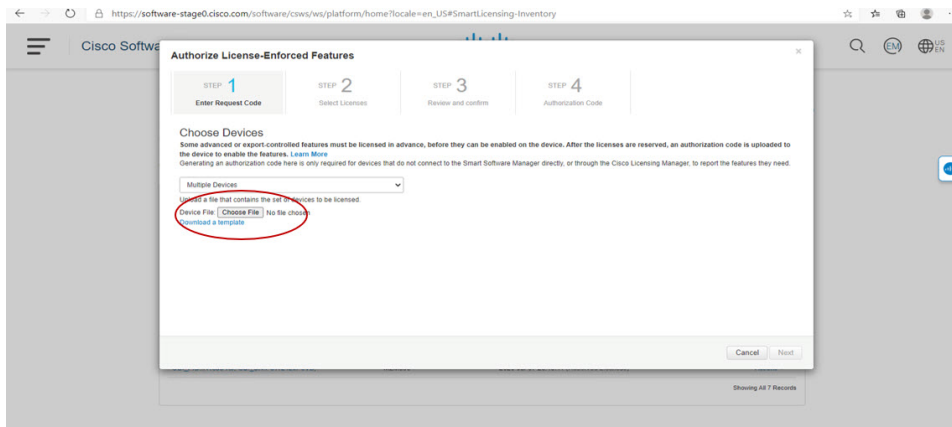 https://software-stage0.cisco.com/software/csws/ws/platform/home?locale=en_US#SmartLicensing-Inventory
Cisco Softwa
EM
US
EN
Authorize License-Enforced Features
STEP 1
Enter Request Code
STEP 2
Select Licenses
STEP 3
Review and confirm
STEP 4
Authorization Code
Choose Devices
Some advanced or export-controlled features must be licensed in advance, before they can be enabled on the device. After the licenses are reserved, an authorization code is uploaded to
the device to enable the features. Learn More
Generating an authorization code here is only required for devices that do not connect to the Smart Software Manager directly, or through the Cisco Licensing Manager, to report the features they need.
Multiple Devices
Upload a file that contains the set of devices to be licensed.
Device File: Choose File No file chosen
Download a template
Cancel
Next
Showing All 7 Records